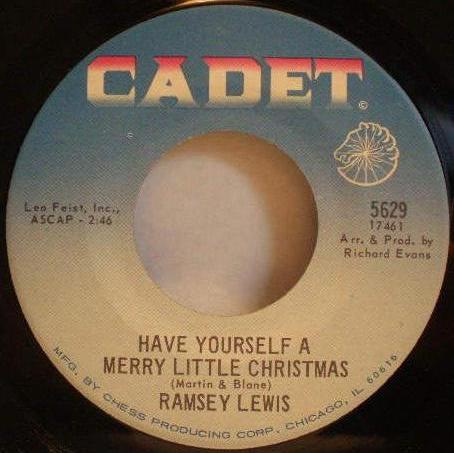 CADET
©
Leo Feist, Inc.,
ASCAP - 2:46
5629
17461
Arr. & Prod. by
Richard Evans
HAVE YOURSELF A
MERRY LITTLE CHRISTMAS
(Martin & Blane)
RAMSEY LEWIS
MFG. BY CHESS PRODUCING CORP., CHICAGO, IL 60616